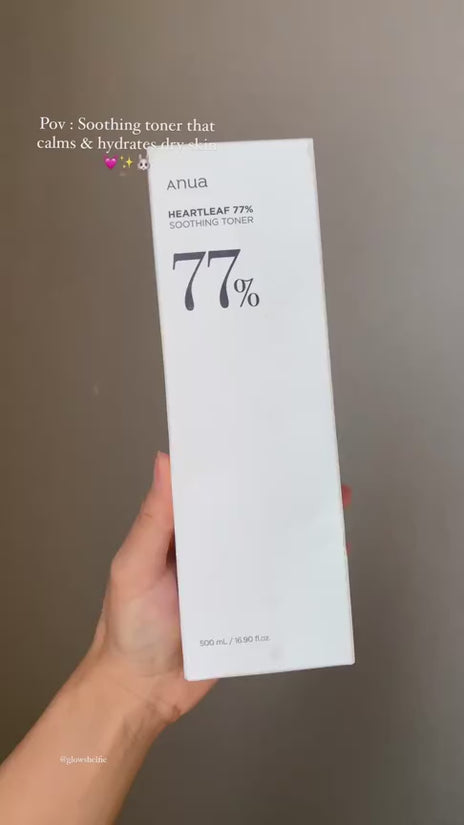 Pov : Soothing toner that
calms & hydrates dry skin
🩷✨🐰
Anua
HEARTLEAF 77%
SOOTHING TONER
77%
500 mL / 16.90 fl.oz.
@glowshelfie